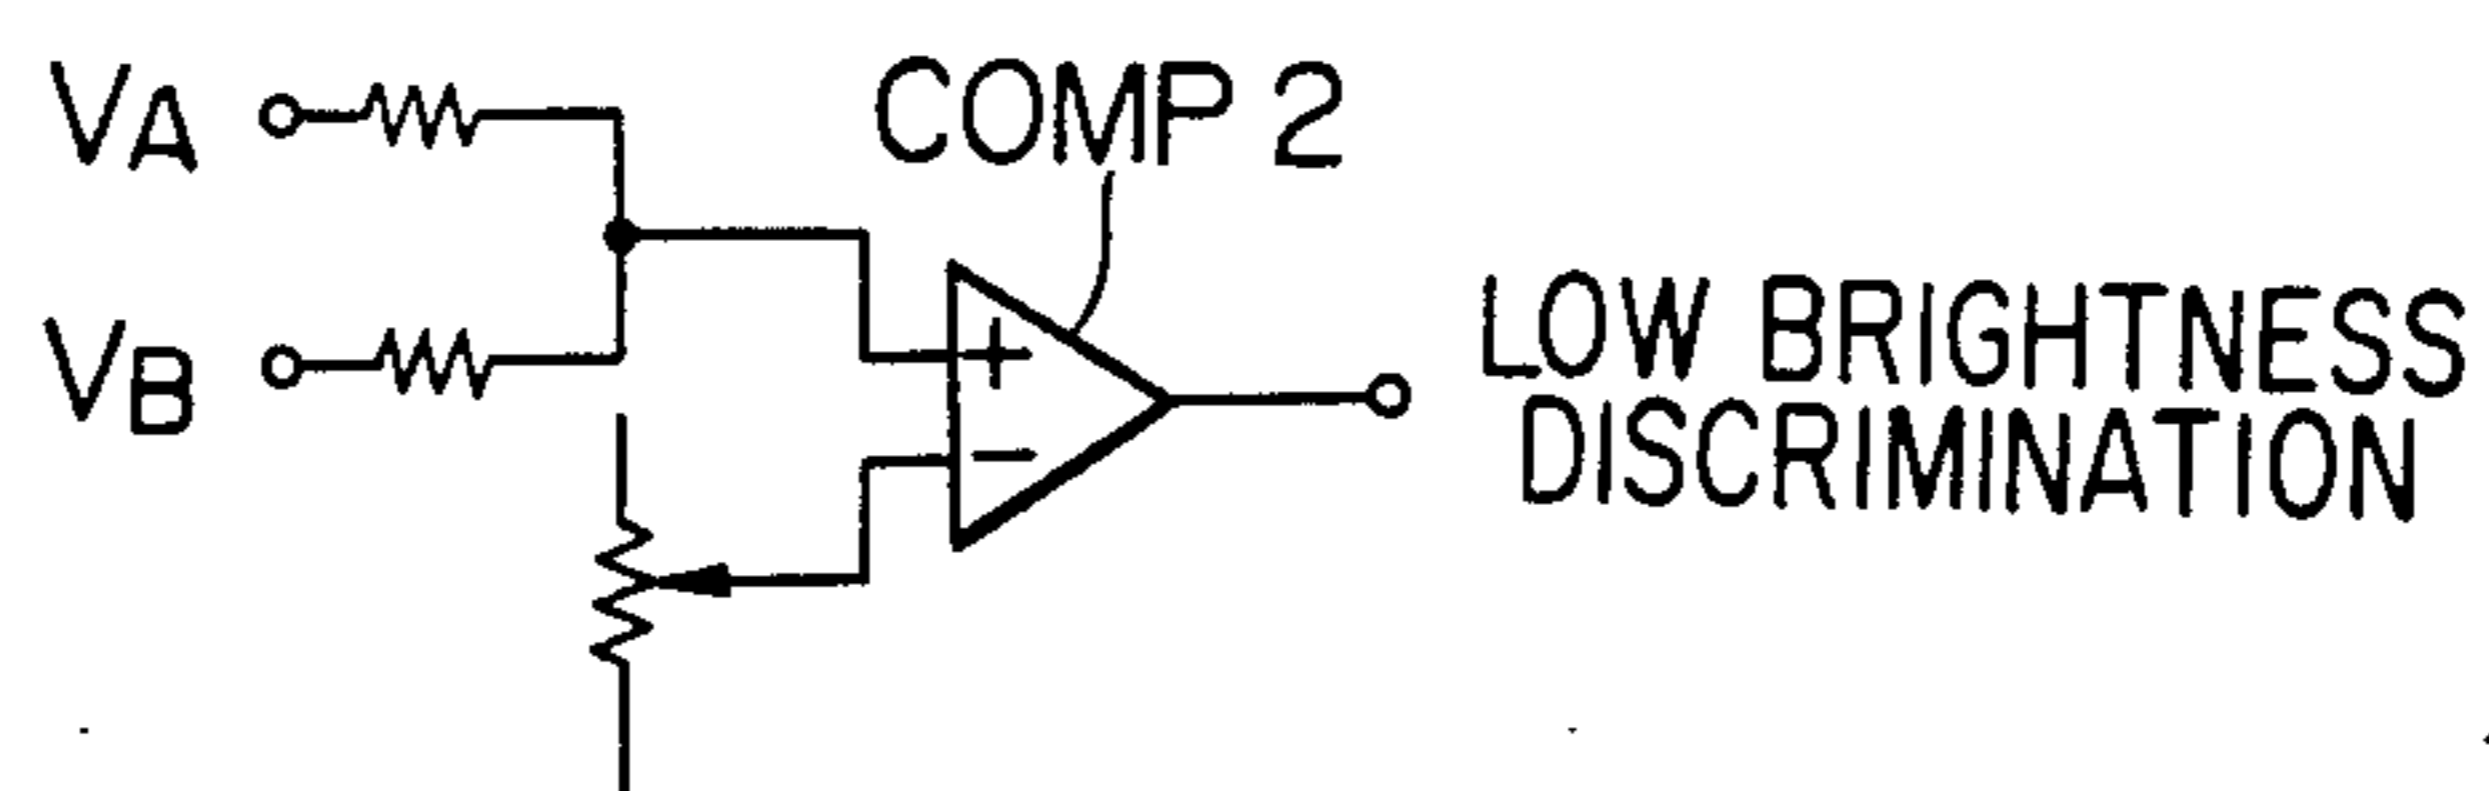 VA
COMP 2
VB
+
−
LOW BRIGHTNESS
DISCRIMINATION